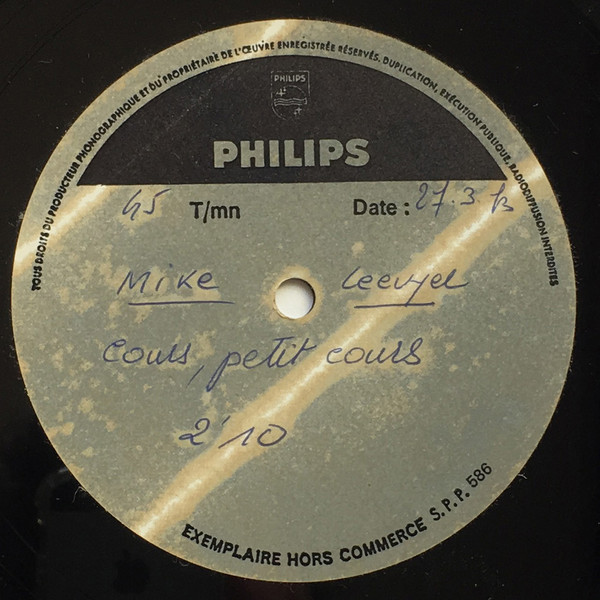 TOUS DROITS DU PRODUCTEUR PHONOGRAPHIQUE ET DU PROPRIÉTAIRE DE L'ŒUVRE ENREGISTRÉE RÉSERVÉS. DUPLICATION, EXÉCUTION PUBLIQUE, RADIODIFFUSION INTERDITES
PHILIPS
PHILIPS
45 T/mn Date : 27.3.
Mike
cours, petit cours
2'10
EXEMPLAIRE HORS COMMERCE S.P.P. 586